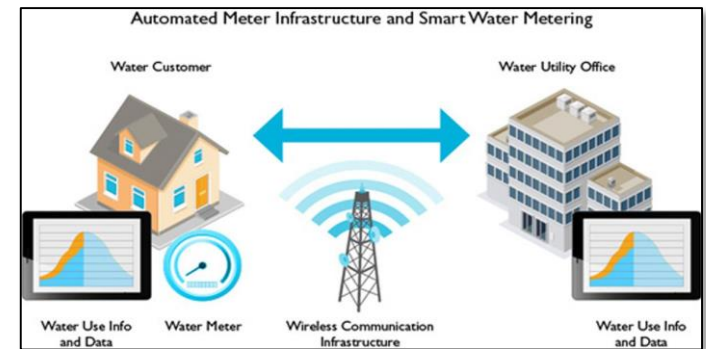 Automated Meter Infrastructure and Smart Water Metering
Water Customer
Water Utility Office
Water Use Info
and Data
Water Meter
Wireless Communication
Infrastructure
Water Use Info
and Data